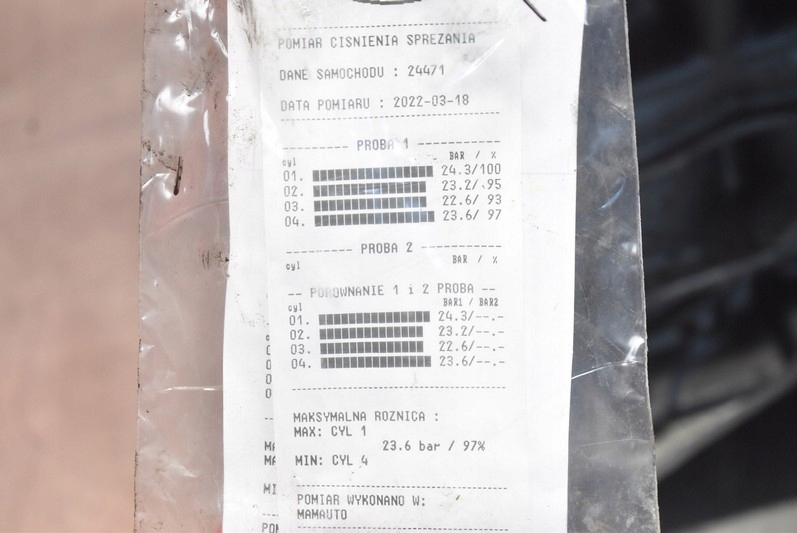 POMIAR CISNIENIA SPREZANIA
DANE SAMOCHODU : 24471
DATA POMIARU : 2022-03-18
PROBA 1
cyl BAR / %
01. 24.3/100
02. 23.2/ 95
03. 22.6/ 93
04. 23.6/ 97
PROBA 2
cyl BAR / %
-- POROWNANIE 1 i 2 PROBA --
cyl BAR1 / BAR2
01. 24.3/--.-
02. 23.2/--.-
03. 22.6/--.-
04. 23.6/--.-
MAKSYMALNA ROZNICA :
MAX: CYL 1
23.6 bar / 97%
MIN: CYL 4
POMIAR WYKONANO W:
MAMAUTO